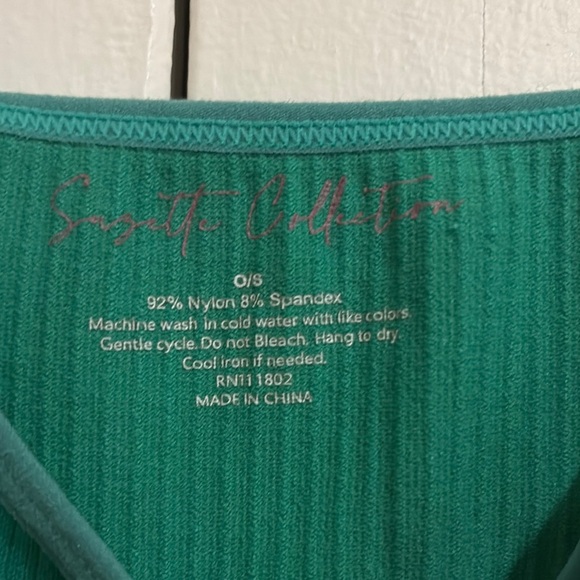 Suzette Collection
O/S
92% Nylon 8% Spandex
Machine wash in cold water with like colors.
Gentle cycle. Do not Bleach. Hang to dry.
Cool iron if needed.
RN111802
MADE IN CHINA